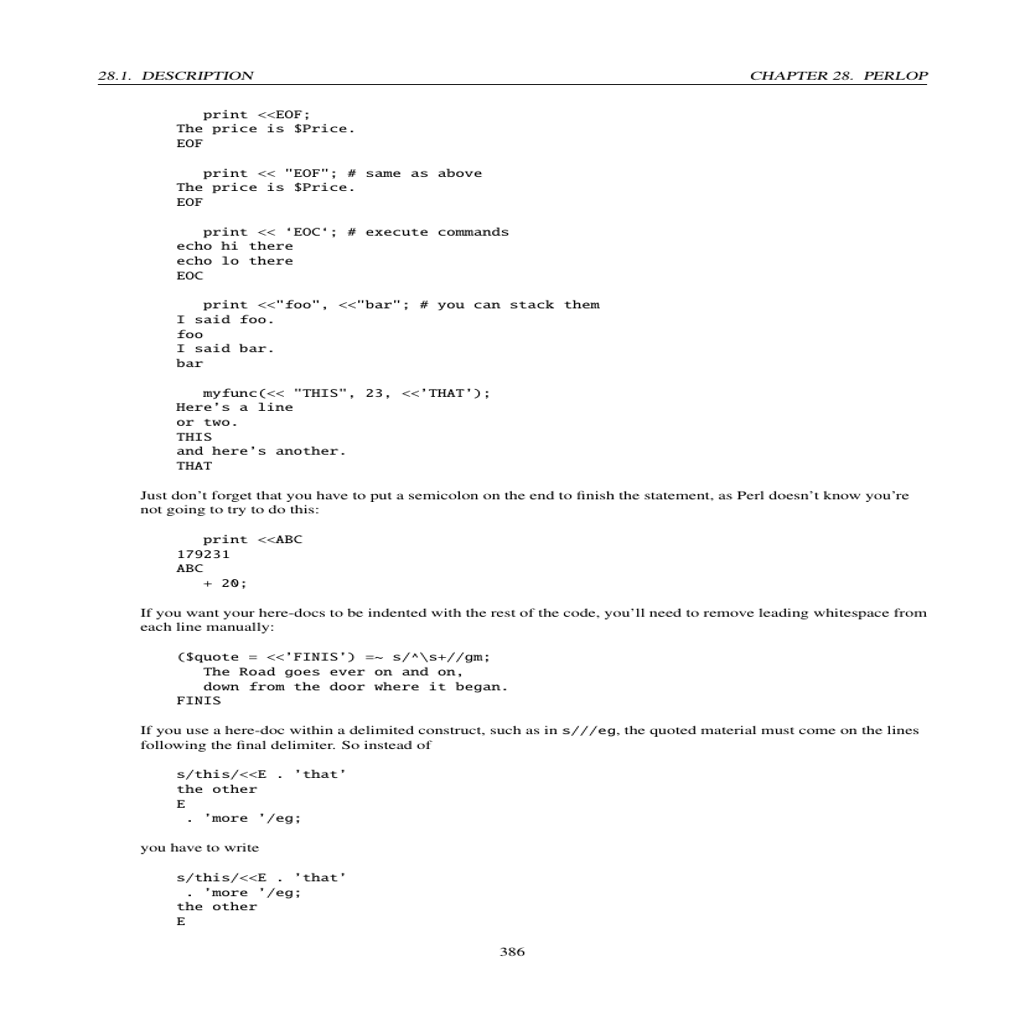 28.1. DESCRIPTION CHAPTER 28. PERLOP
print <<EOF;
The price is $Price.
EOF
print << "EOF"; # same as above
The price is $Price.
EOF
print << ‘EOC‘; # execute commands
echo hi there
echo lo there
EOC
print <<"foo", <<"bar"; # you can stack them
I said foo.
foo
I said bar.
bar
myfunc(<< "THIS", 23, <<’THAT’);
Here’s a line
or two.
THIS
and here’s another.
THAT
Just don’t forget that you have to put a semicolon on the end to finish the statement, as Perl doesn’t know you’re
not going to try to do this:
print <<ABC
179231
ABC
+ 20;
If you want your here-docs to be indented with the rest of the code, you’ll need to remove leading whitespace from
each line manually:
($quote = <<’FINIS’) =~ s/^\s+//gm;
The Road goes ever on and on,
down from the door where it began.
FINIS
If you use a here-doc within a delimited construct, such as in s///eg, the quoted material must come on the lines
following the final delimiter. So instead of
s/this/<<E . ’that’
the other
E
. ’more ’/eg;
you have to write
s/this/<<E . ’that’
. ’more ’/eg;
the other
E
386